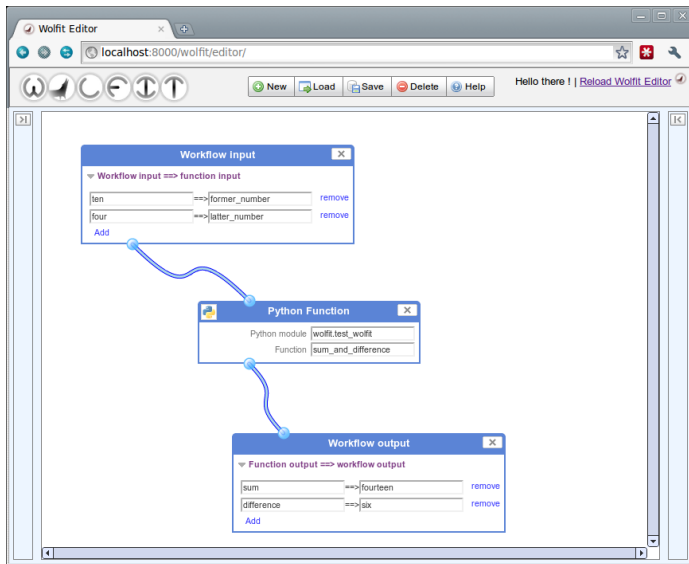 Wolfit Editor
localhost:8000/wolfit/editor/
WOLFIT
New Load Save Delete Help
Hello there ! | Reload Wolfit Editor
Workflow input
Workflow input ==> function input
ten ==> former_number remove
four ==> latter_number remove
Add
Python Function
Python module wolfit.test_wolfit
Function sum_and_difference
Workflow output
Function output ==> workflow output
sum ==> fourteen remove
difference ==> six remove
Add